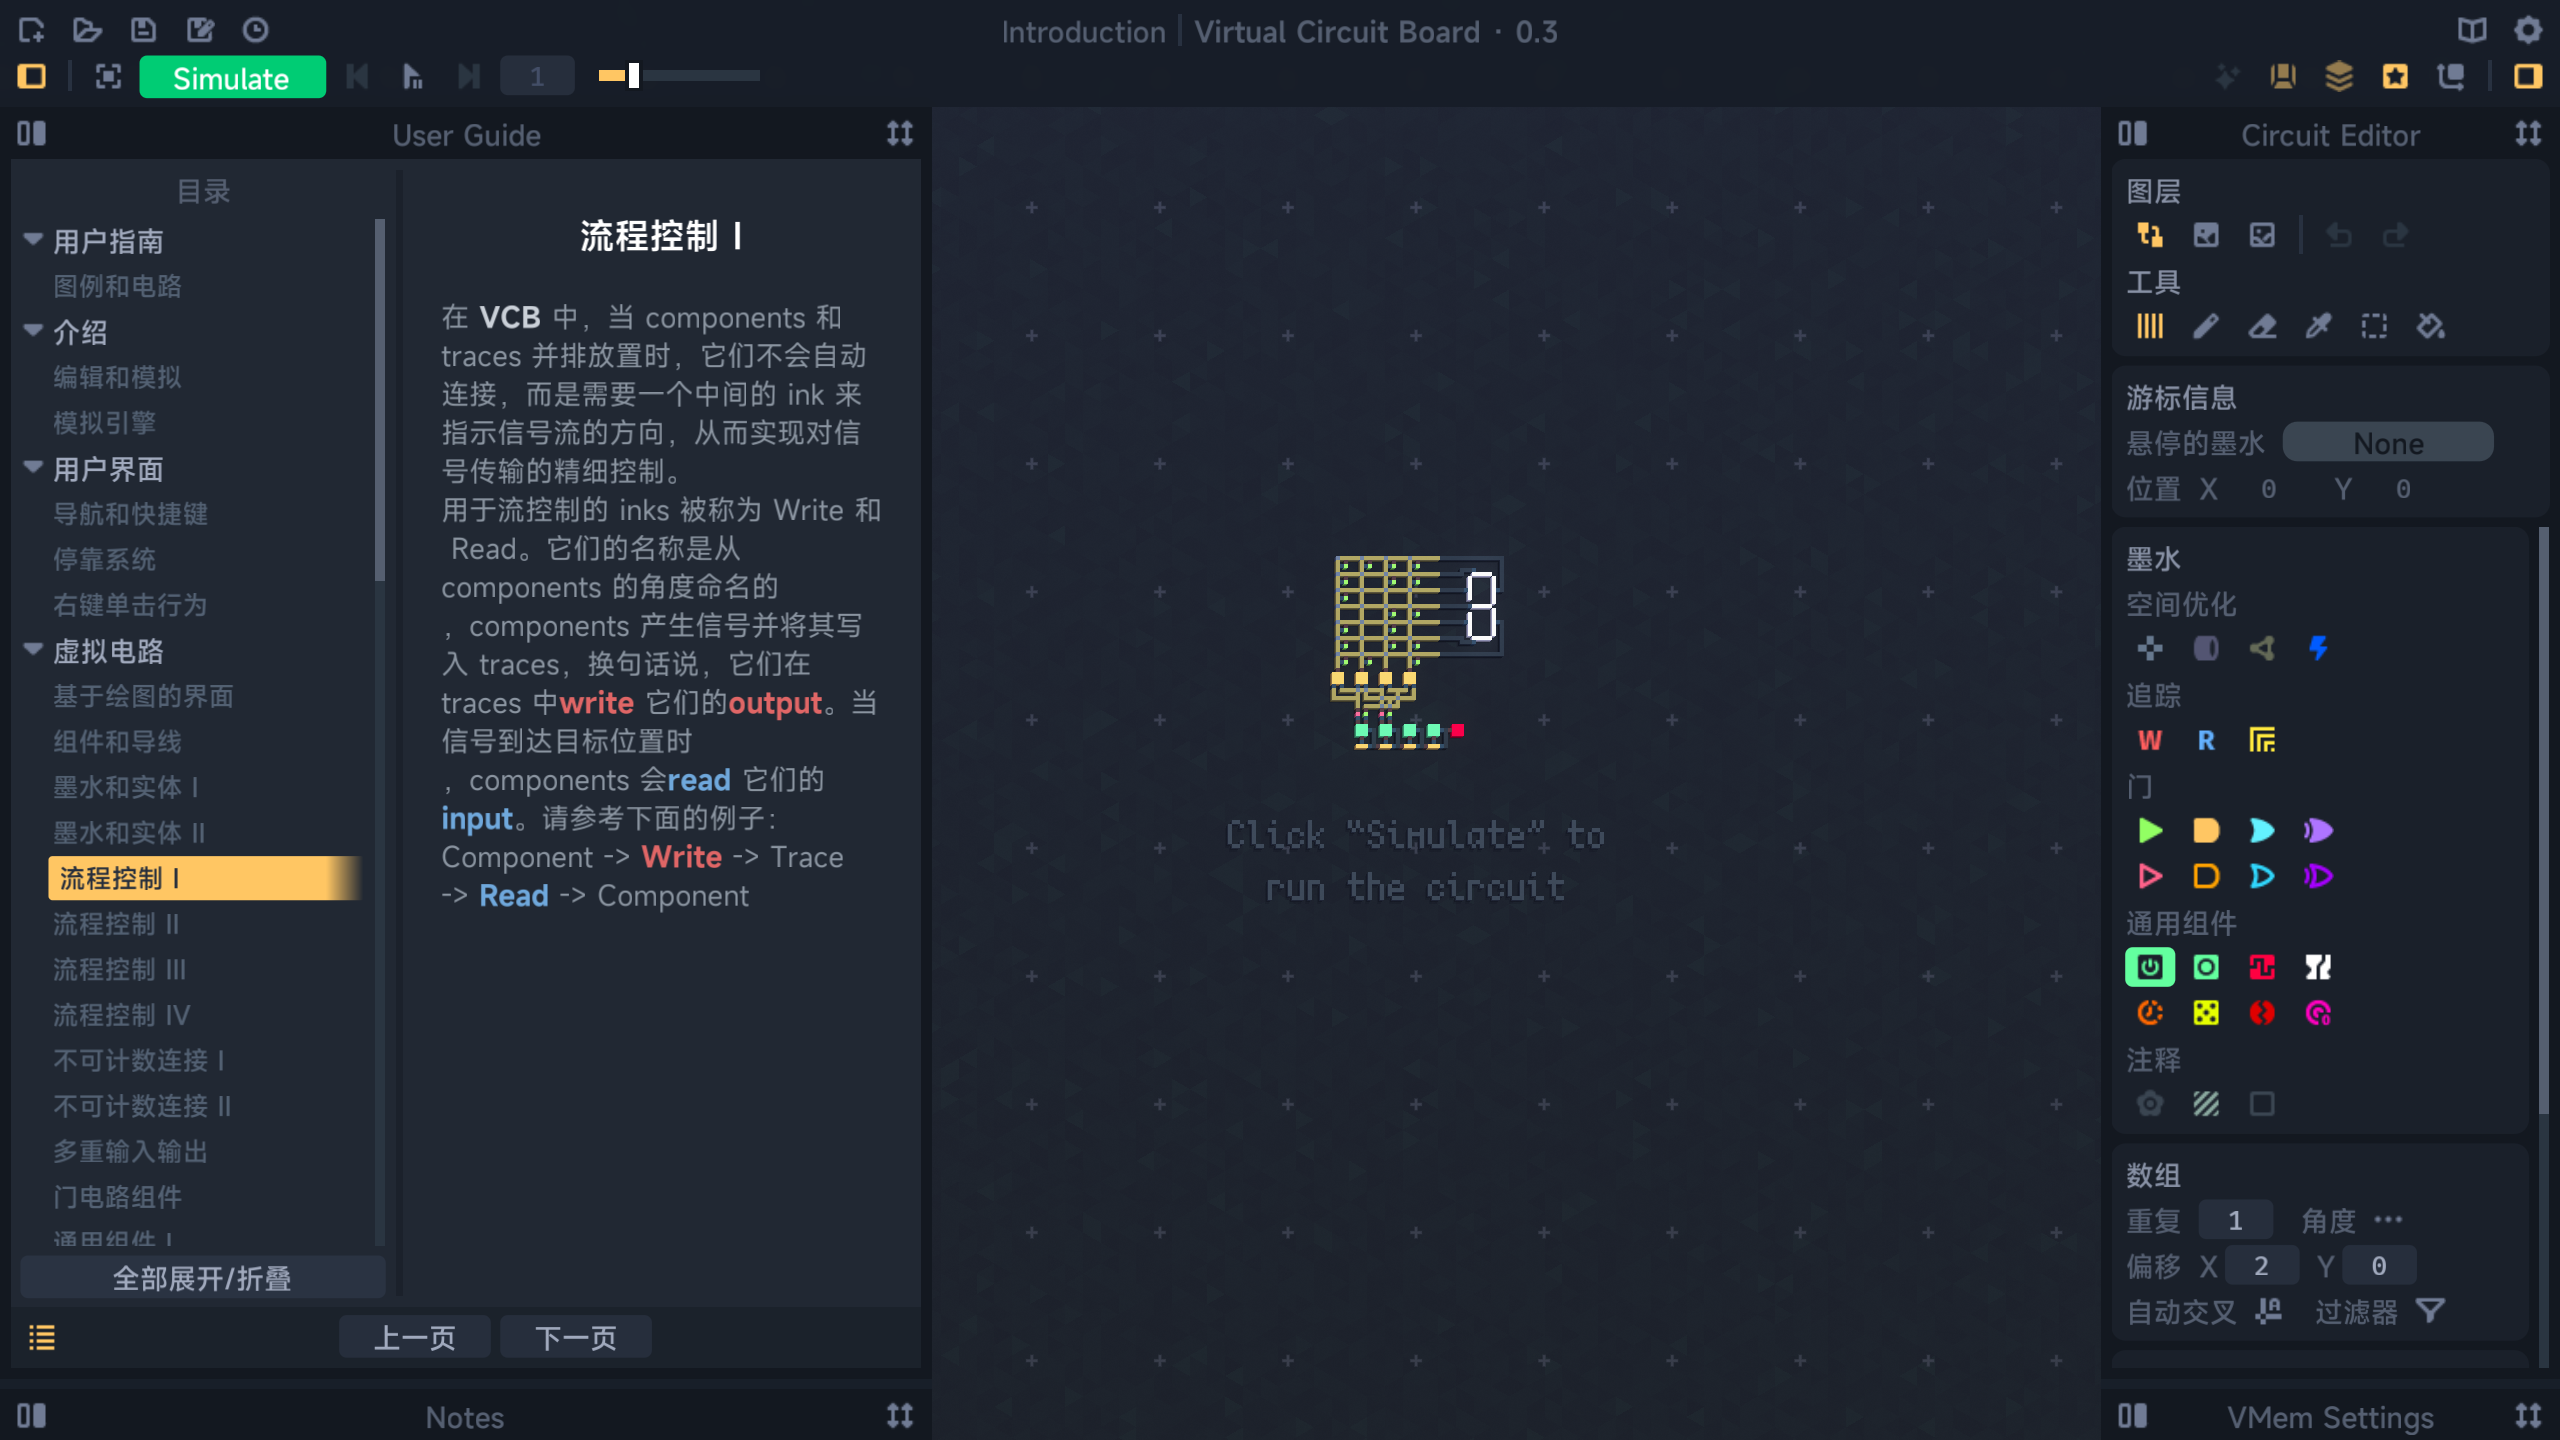 Introduction | Virtual Circuit Board · 0.3
Simulate
1
User Guide
目录
用户指南
图例和电路
介绍
编辑和模拟
模拟引擎
用户界面
导航和快捷键
停靠系统
右键单击行为
虚拟电路
基于绘图的界面
组件和导线
墨水和实体 I
墨水和实体 II
流程控制 I
流程控制 II
流程控制 III
流程控制 IV
不可计数连接 I
不可计数连接 II
多重输入输出
门电路组件
通用组件 I
全部展开/折叠
流程控制 I
在 VCB 中，当 components 和
traces 并排放置时，它们不会自动
连接，而是需要一个中间的 ink 来
指示信号流的方向，从而实现对信
号传输的精细控制。
用于流控制的 inks 被称为 Write 和
Read。它们的名称是从
components 的角度命名的
，components 产生信号并将其写
入 traces，换句话说，它们在
traces 中write 它们的output。当
信号到达目标位置时
，components 会read 它们的
input。请参考下面的例子：
Component -> Write -> Trace
-> Read -> Component
上一页
下一页
Notes
Click "Simulate" to
run the circuit
Circuit Editor
图层
工具
游标信息
悬停的墨水 None
位置 X 0 Y 0
墨水
空间优化
追踪
W R
门
通用组件
注释
数组
重复 1 角度 ···
偏移 X 2 Y 0
自动交叉 过滤器
VMem Settings